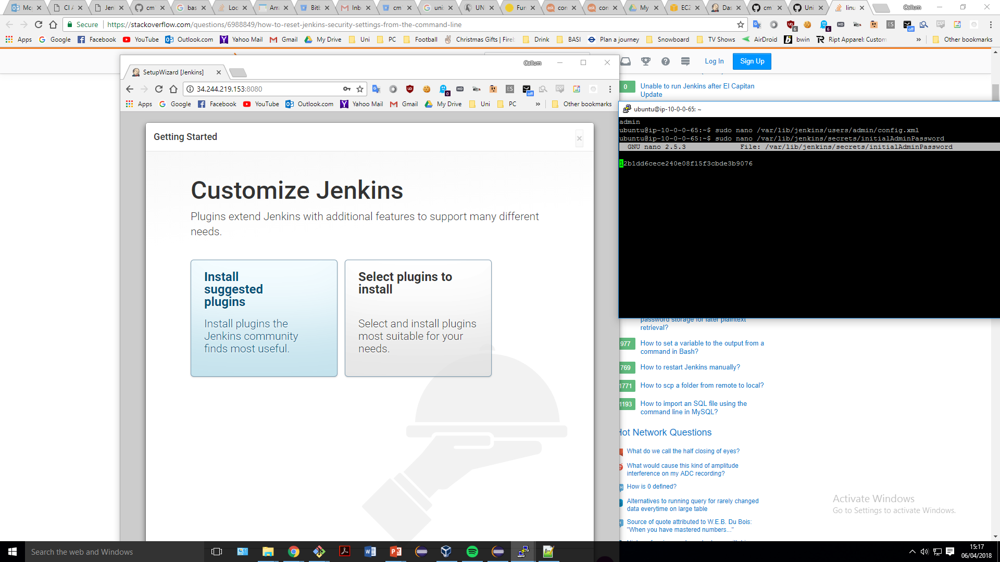 Mcg
CI A
Jen
cm
bas
Loc
Arra
Bitb
Inb
cm
uni
UN
Fun
con
con
My
EC2
Das
cm
Uni
linu
Callum
Secure
https://stackoverflow.com/questions/6988849/how-to-reset-jenkins-security-settings-from-the-command-line
Apps Google Facebook YouTube Outlook.com Yahoo Mail Gmail My Drive Uni PC Football Christmas Gifts | Fireb Drink BASI Plan a journey Snowboard TV Shows AirDroid bwin Ript Apparel: Custom » Other bookmarks
Log In
Sign Up
0
Unable to run Jenkins after El Capitan
Update
SetupWizard [Jenkins]
Callum
34.244.219.153:8080
Apps Google Facebook YouTube Outlook.com Yahoo Mail Gmail My Drive Uni PC » Other bookmarks
Getting Started
×
Customize Jenkins
Plugins extend Jenkins with additional features to support many different
needs.
Install
suggested
plugins
Install plugins the
Jenkins community
finds most useful.
Select plugins to
install
Select and install plugins
most suitable for your
needs.
ubuntu@ip-10-0-0-65: ~
admin
ubuntu@ip-10-0-0-65:~$ sudo nano /var/lib/jenkins/users/admin/config.xml
ubuntu@ip-10-0-0-65:~$ sudo nano /var/lib/jenkins/secrets/initialAdminPassword
GNU nano 2.5.3 File: /var/lib/jenkins/secrets/initialAdminPassword
12b1dd6cece240e08f15f3cbde3b9076
password storage for later plaintext
retrieval?
977
How to set a variable to the output from a
command in Bash?
769
How to restart Jenkins manually?
1771
How to scp a folder from remote to local?
1193
How to import an SQL file using the
command line in MySQL?
Hot Network Questions
What do we call the half closing of eyes?
What would cause this kind of amplitude
interference on my ADC recording?
How is 0 defined?
Alternatives to running query for rarely changed
data everytime on large table
Source of quote attributed to W.E.B. Du Bois:
"When you have mastered numbers..."
Activate Windows
Go to Settings to activate Windows.
Search the web and Windows
15:17
06/04/2018